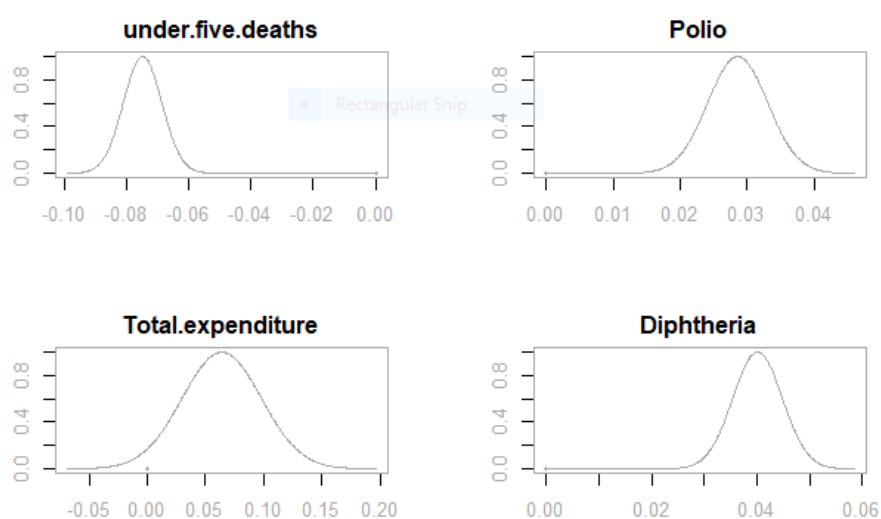 under.five.deaths
0.0 0.4 0.8
Rectangular Snip
-0.10 -0.08 -0.06 -0.04 -0.02 0.00
Polio
0.0 0.4 0.8
0.00 0.01 0.02 0.03 0.04
Total.expenditure
0.0 0.4 0.8
-0.05 0.00 0.05 0.10 0.15 0.20
Diphtheria
0.0 0.4 0.8
0.00 0.02 0.04 0.06